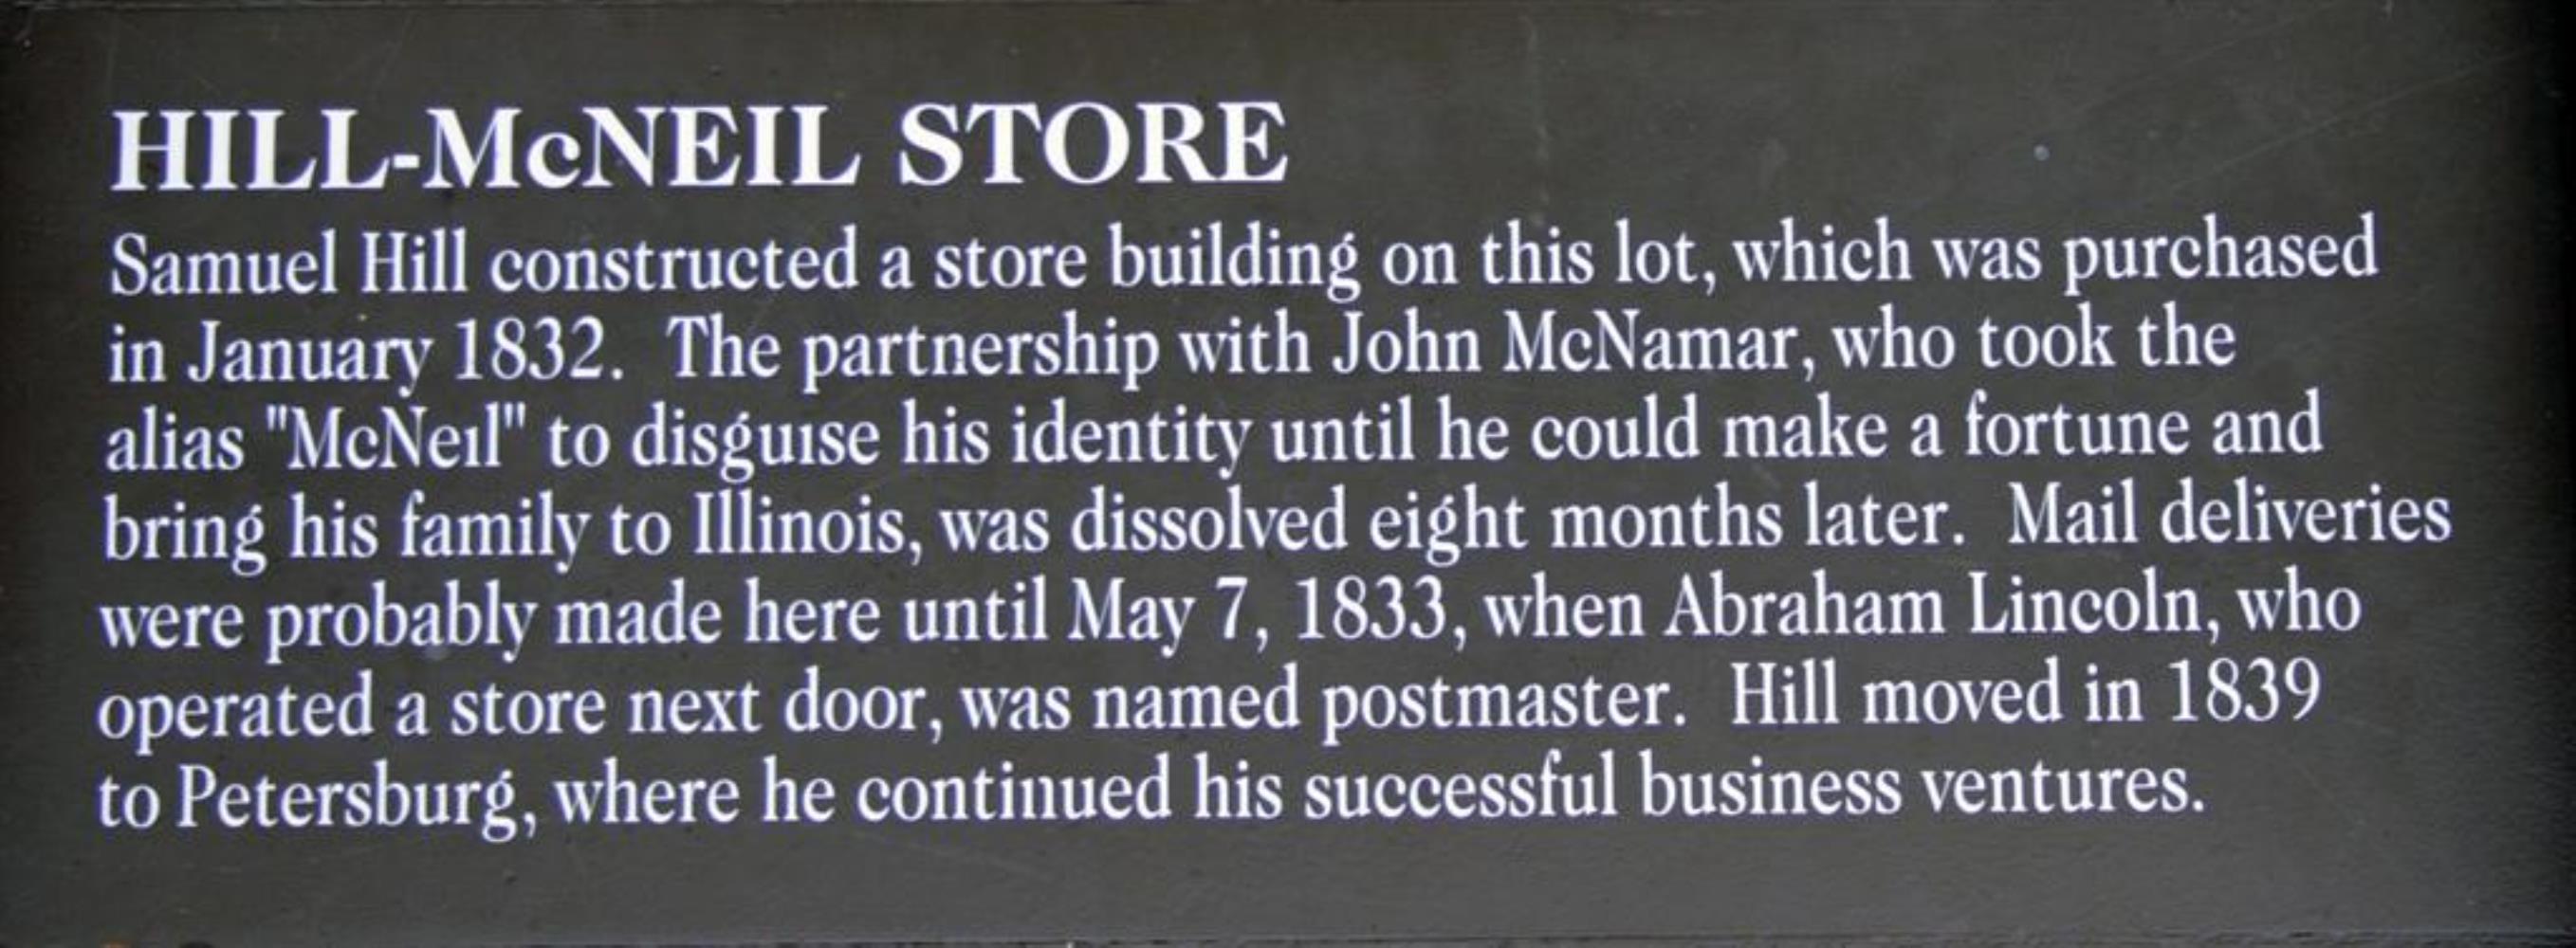 HILL-McNEIL STORE
Samuel Hill constructed a store building on this lot, which was purchased
in January 1832. The partnership with John McNamar, who took the
alias "McNeil" to disguise his identity until he could make a fortune and
bring his family to Illinois, was dissolved eight months later. Mail deliveries
were probably made here until May 7, 1833, when Abraham Lincoln, who
operated a store next door, was named postmaster. Hill moved in 1839
to Petersburg, where he continued his successful business ventures.